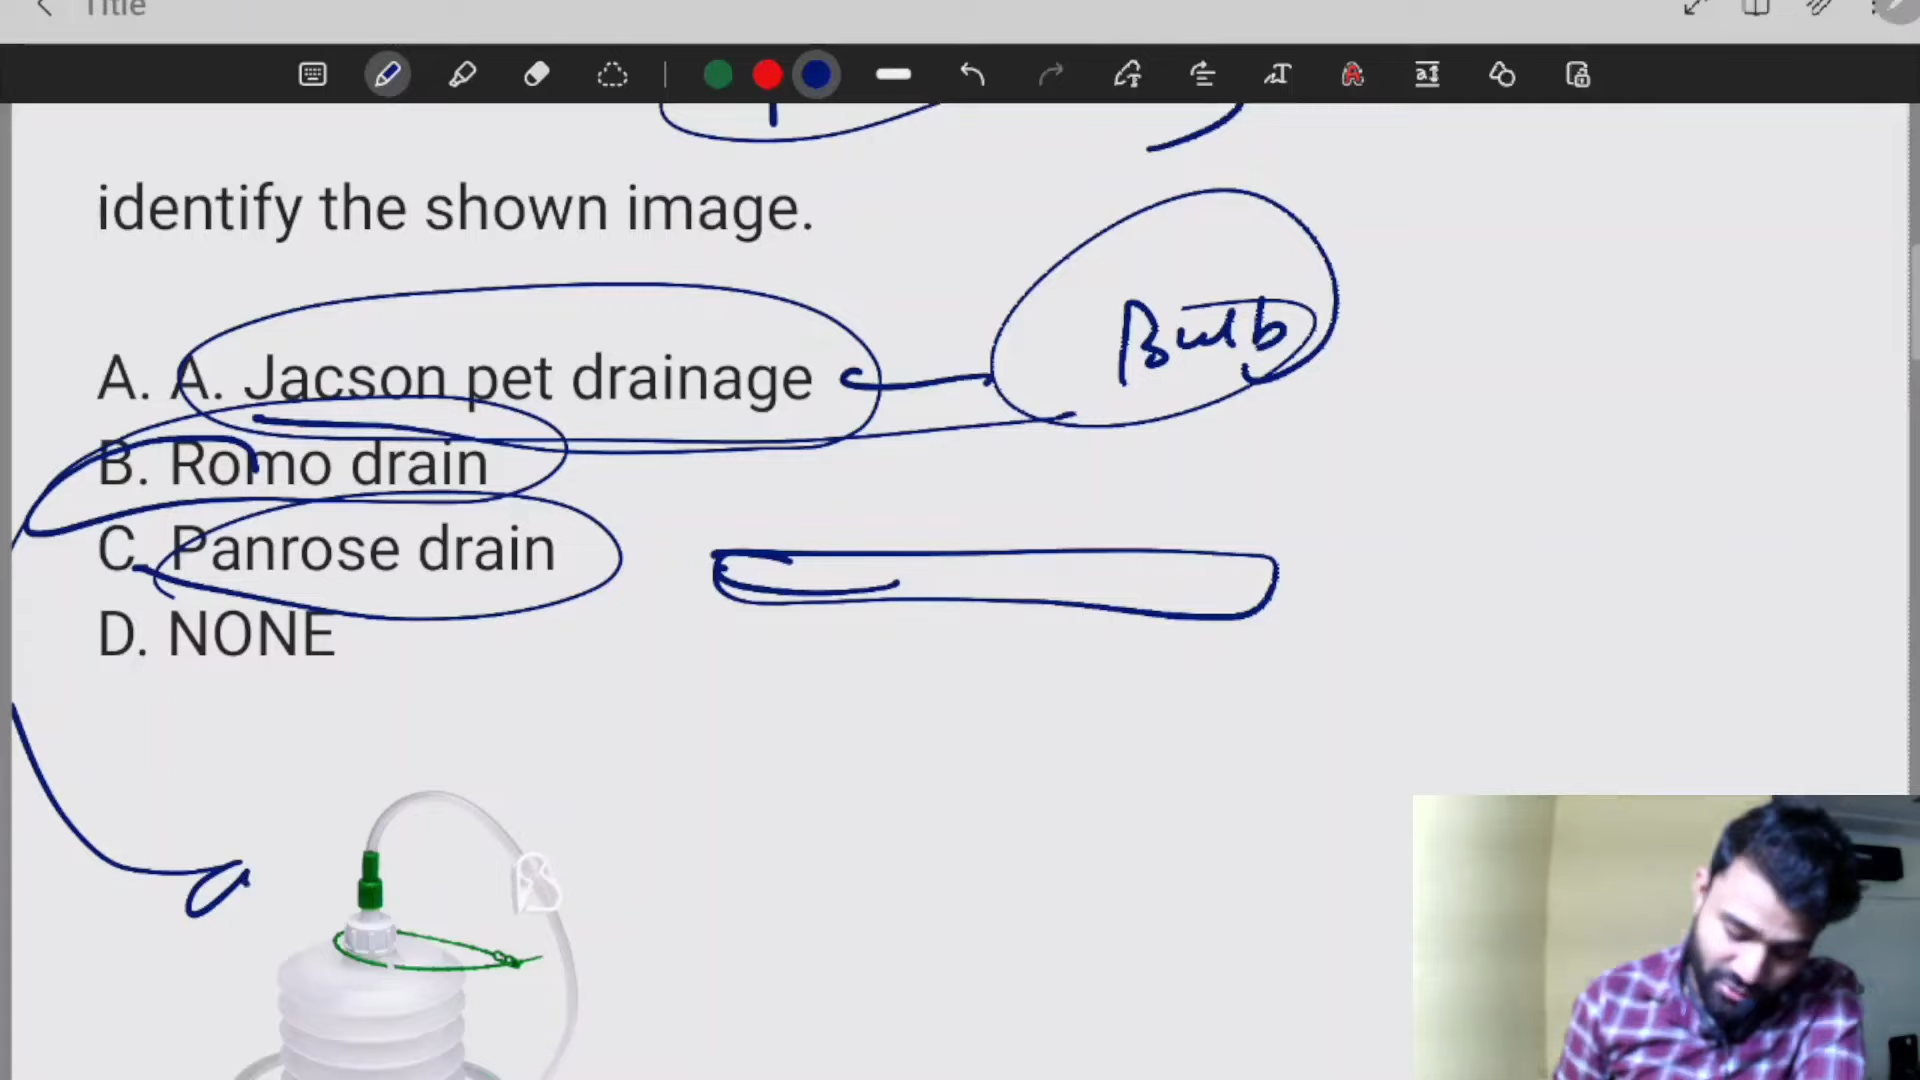 Title
identify the shown image.
A. A. Jacson pet drainage
Bulb
B. Romo drain
C. Panrose drain
D. NONE